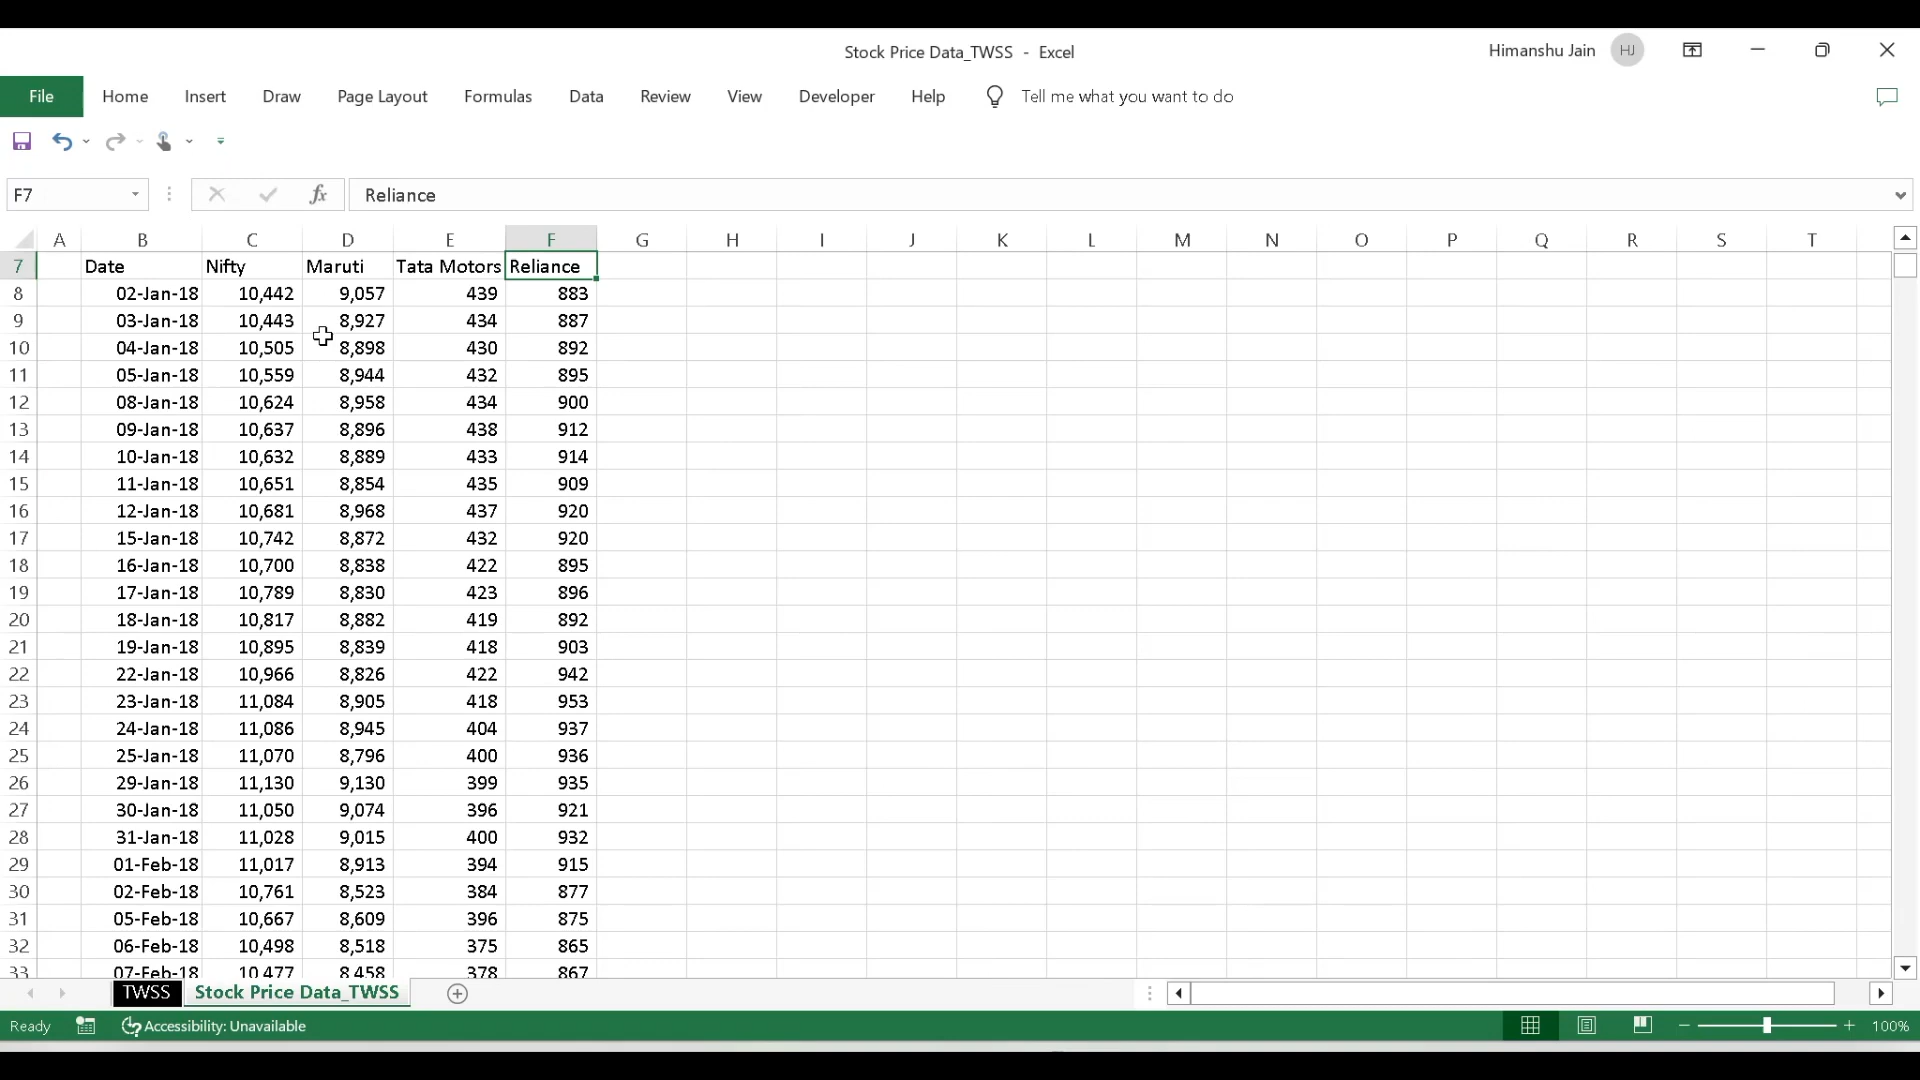 Stock Price Data_TWSS - Excel
Himanshu Jain HJ
File Home Insert Draw Page Layout Formulas Data Review View Developer Help Tell me what you want to do
F7 fx Reliance
A B C D E F G H I J K L M N O P Q R S T
7 Date Nifty Maruti Tata Motors Reliance
8 02-Jan-18 10,442 9,057 439 883
9 03-Jan-18 10,443 8,927 434 887
10 04-Jan-18 10,505 8,898 430 892
11 05-Jan-18 10,559 8,944 432 895
12 08-Jan-18 10,624 8,958 434 900
13 09-Jan-18 10,637 8,896 438 912
14 10-Jan-18 10,632 8,889 433 914
15 11-Jan-18 10,651 8,854 435 909
16 12-Jan-18 10,681 8,968 437 920
17 15-Jan-18 10,742 8,872 432 920
18 16-Jan-18 10,700 8,838 422 895
19 17-Jan-18 10,789 8,830 423 896
20 18-Jan-18 10,817 8,882 419 892
21 19-Jan-18 10,895 8,839 418 903
22 22-Jan-18 10,966 8,826 422 942
23 23-Jan-18 11,084 8,905 418 953
24 24-Jan-18 11,086 8,945 404 937
25 25-Jan-18 11,070 8,796 400 936
26 29-Jan-18 11,130 9,130 399 935
27 30-Jan-18 11,050 9,074 396 921
28 31-Jan-18 11,028 9,015 400 932
29 01-Feb-18 11,017 8,913 394 915
30 02-Feb-18 10,761 8,523 384 877
31 05-Feb-18 10,667 8,609 396 875
32 06-Feb-18 10,498 8,518 375 865
33 07-Feb-18 10,477 8,458 378 867
TWSS Stock Price Data_TWSS
Ready Accessibility: Unavailable 100%